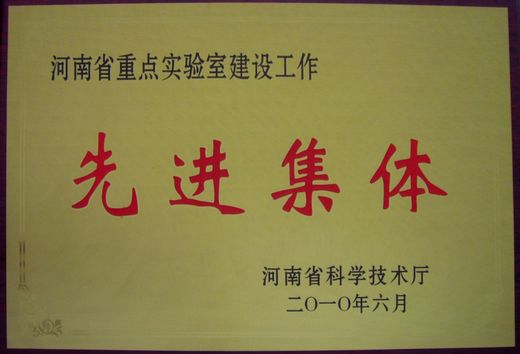 河南省重点实验室建设工作
先进集体
河南省科学技术厅
二〇一〇年六月